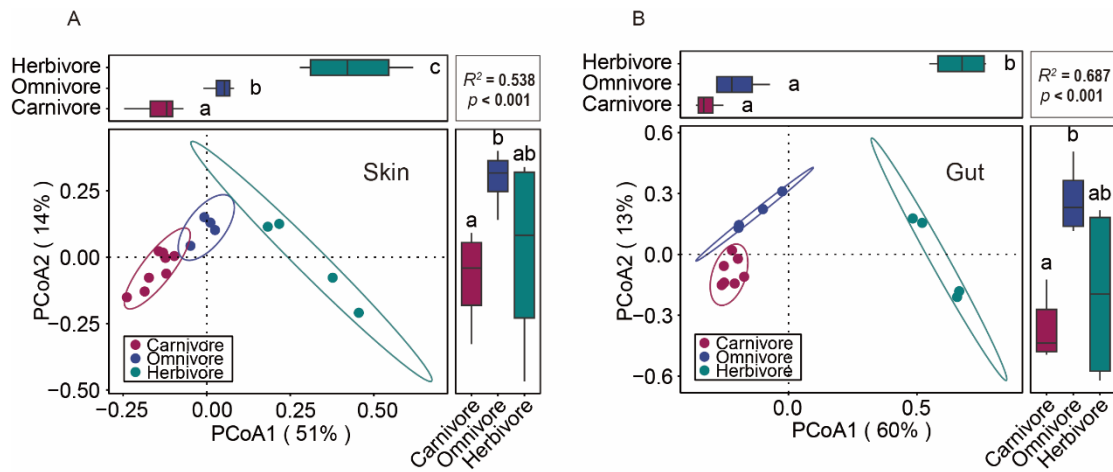 A
Herbivore
Omnivore
Carnivore
c
b
a
R² = 0.538
p < 0.001
Skin
PCoA2 ( 14% )
0.25
0.00
−0.25
−0.50
Carnivore
Omnivore
Herbivore
−0.25
0.00
0.25
0.50
PCoA1 ( 51% )
a
b
ab
Carnivore
Omnivore
Herbivore
B
Herbivore
Omnivore
Carnivore
b
a
a
R² = 0.687
p < 0.001
Gut
PCoA2 ( 13% )
0.6
0.3
0.0
−0.3
−0.6
Carnivore
Omnivore
Herbivore
0.0
0.5
PCoA1 ( 60% )
a
b
ab
Carnivore
Omnivore
Herbivore